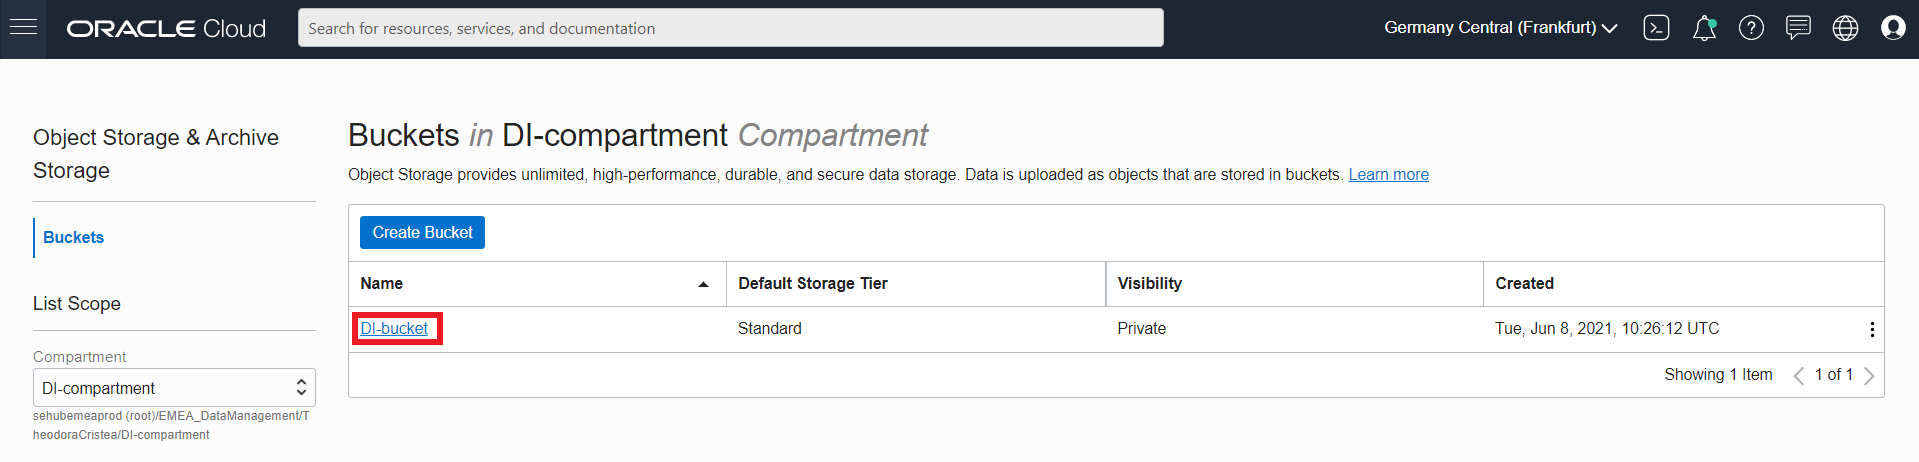 ORACLE Cloud
Search for resources, services, and documentation
Germany Central (Frankfurt)
Object Storage & Archive
Storage
Buckets
List Scope
Compartment
DI-compartment
sehubemeaprod (root)/EMEA_DataManagement/T
heodoraCristea/DI-compartment
Buckets in DI-compartment Compartment
Object Storage provides unlimited, high-performance, durable, and secure data storage. Data is uploaded as objects that are stored in buckets. Learn more
Create Bucket
Name Default Storage Tier Visibility Created
DI-bucket Standard Private Tue, Jun 8, 2021, 10:26:12 UTC
Showing 1 Item 1 of 1